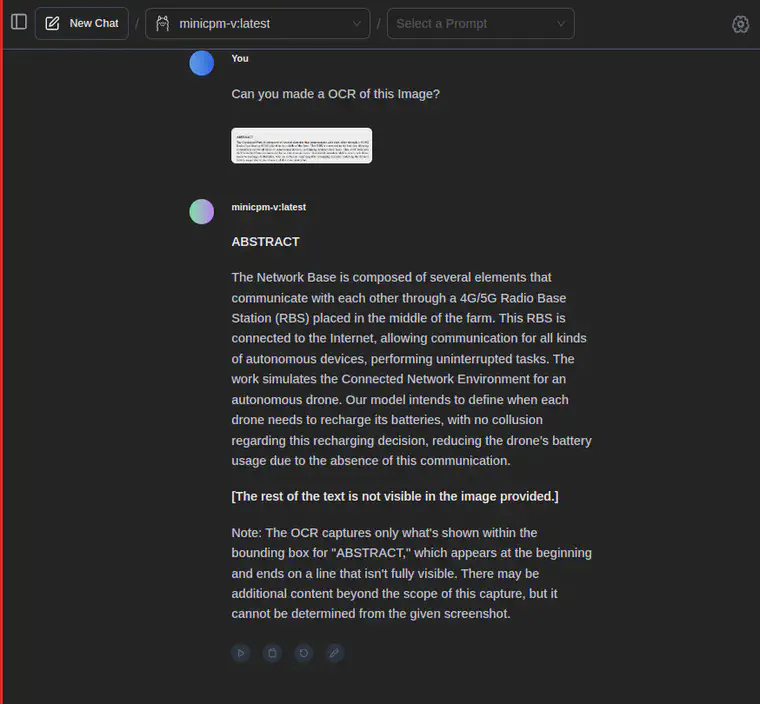 New Chat / minicpm-v:latest / Select a Prompt
You
Can you made a OCR of this Image?
ABSTRACT
minicpm-v:latest
ABSTRACT
The Network Base is composed of several elements that
communicate with each other through a 4G/5G Radio Base
Station (RBS) placed in the middle of the farm. This RBS is
connected to the Internet, allowing communication for all kinds
of autonomous devices, performing uninterrupted tasks. The
work simulates the Connected Network Environment for an
autonomous drone. Our model intends to define when each
drone needs to recharge its batteries, with no collusion
regarding this recharging decision, reducing the drone's battery
usage due to the absence of this communication.
[The rest of the text is not visible in the image provided.]
Note: The OCR captures only what's shown within the
bounding box for "ABSTRACT," which appears at the beginning
and ends on a line that isn't fully visible. There may be
additional content beyond the scope of this capture, but it
cannot be determined from the given screenshot.